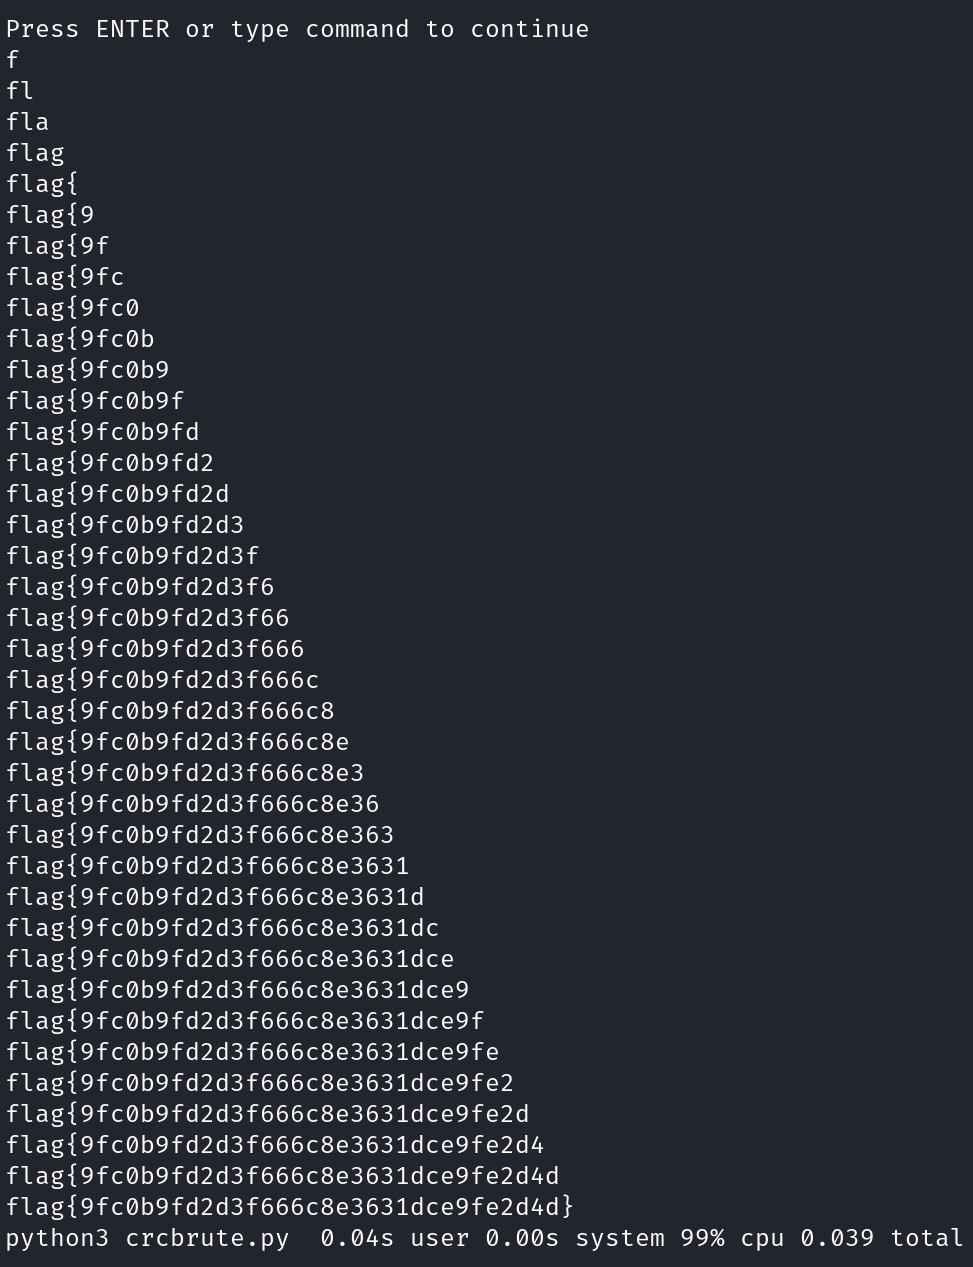 Press ENTER or type command to continue
f
fl
fla
flag
flag{
flag{9
flag{9f
flag{9fc
flag{9fc0
flag{9fc0b
flag{9fc0b9
flag{9fc0b9f
flag{9fc0b9fd
flag{9fc0b9fd2
flag{9fc0b9fd2d
flag{9fc0b9fd2d3
flag{9fc0b9fd2d3f
flag{9fc0b9fd2d3f6
flag{9fc0b9fd2d3f66
flag{9fc0b9fd2d3f666
flag{9fc0b9fd2d3f666c
flag{9fc0b9fd2d3f666c8
flag{9fc0b9fd2d3f666c8e
flag{9fc0b9fd2d3f666c8e3
flag{9fc0b9fd2d3f666c8e36
flag{9fc0b9fd2d3f666c8e363
flag{9fc0b9fd2d3f666c8e3631
flag{9fc0b9fd2d3f666c8e3631d
flag{9fc0b9fd2d3f666c8e3631dc
flag{9fc0b9fd2d3f666c8e3631dce
flag{9fc0b9fd2d3f666c8e3631dce9
flag{9fc0b9fd2d3f666c8e3631dce9f
flag{9fc0b9fd2d3f666c8e3631dce9fe
flag{9fc0b9fd2d3f666c8e3631dce9fe2
flag{9fc0b9fd2d3f666c8e3631dce9fe2d
flag{9fc0b9fd2d3f666c8e3631dce9fe2d4
flag{9fc0b9fd2d3f666c8e3631dce9fe2d4d
flag{9fc0b9fd2d3f666c8e3631dce9fe2d4d}
python3 crcbrute.py  0.04s user 0.00s system 99% cpu 0.039 total